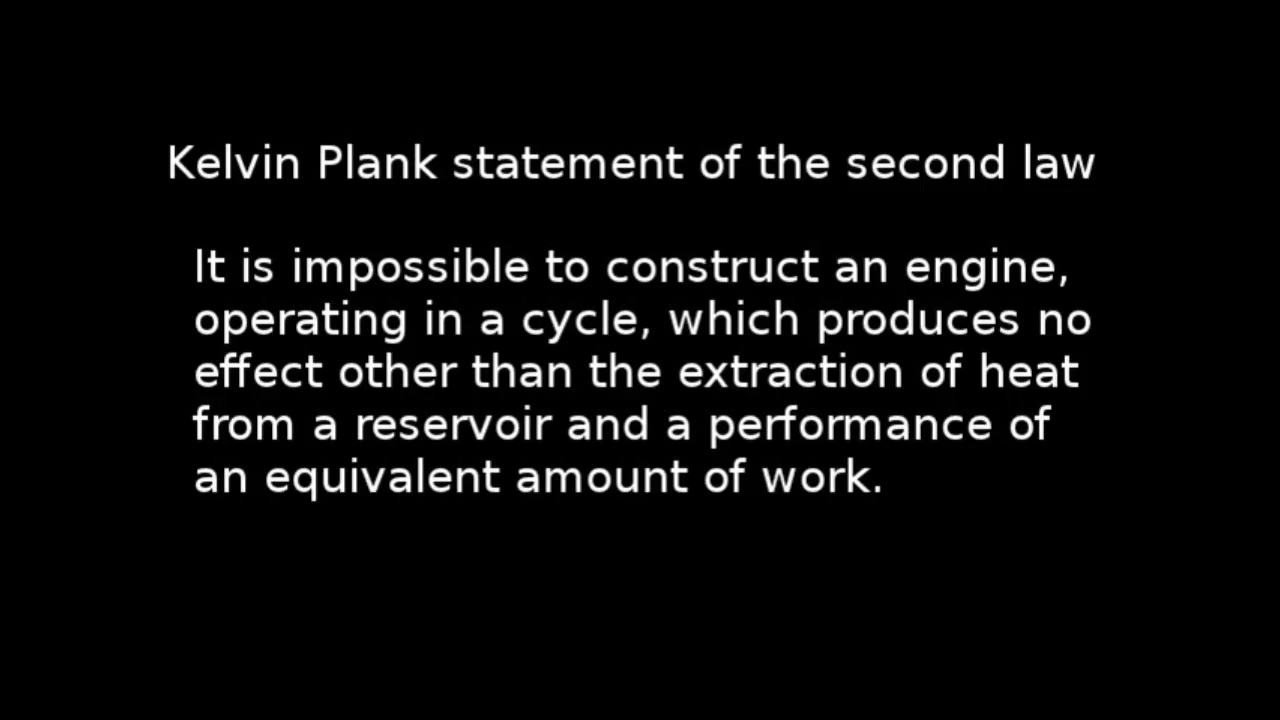 Kelvin Plank statement of the second law
It is impossible to construct an engine,
operating in a cycle, which produces no
effect other than the extraction of heat
from a reservoir and a performance of
an equivalent amount of work.